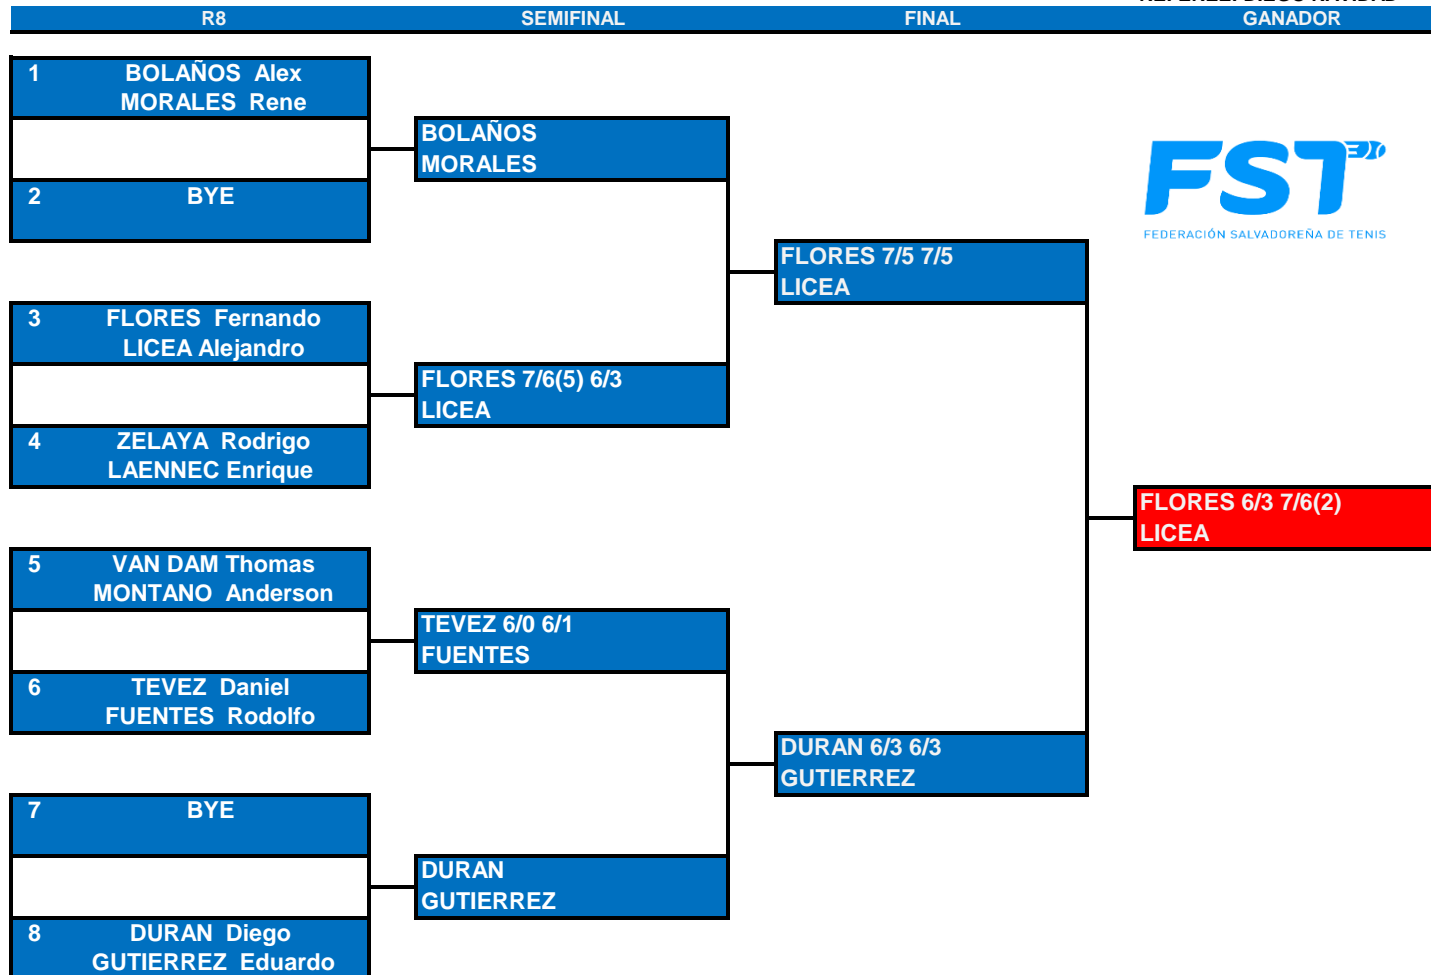 R8 SEMIFINAL FINAL GANADOR
1 BOLAÑOS Alex
MORALES Rene
2 BYE
3 FLORES Fernando
LICEA Alejandro
4 ZELAYA Rodrigo
LAENNEC Enrique
5 VAN DAM Thomas
MONTANO Anderson
6 TEVEZ Daniel
FUENTES Rodolfo
7 BYE
8 DURAN Diego
GUTIERREZ Eduardo
BOLAÑOS
MORALES
FLORES 7/6(5) 6/3
LICEA
TEVEZ 6/0 6/1
FUENTES
DURAN
GUTIERREZ
FLORES 7/5 7/5
LICEA
DURAN 6/3 6/3
GUTIERREZ
FST
FEDERACIÓN SALVADOREÑA DE TENIS
FLORES 6/3 7/6(2)
LICEA